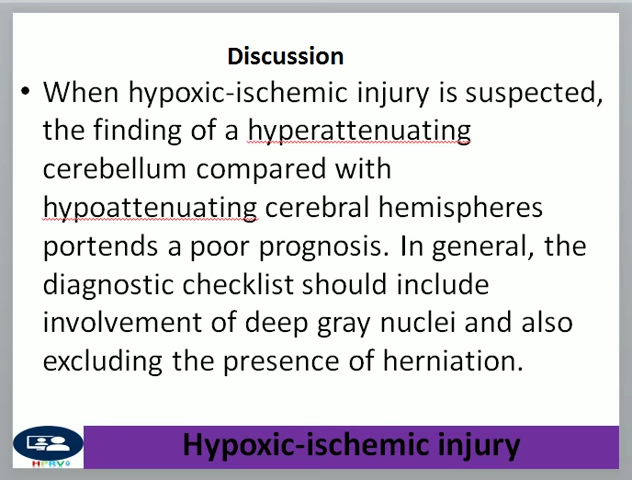 Discussion
• When hypoxic-ischemic injury is suspected,
the finding of a hyperattenuating
cerebellum compared with
hypoattenuating cerebral hemispheres
portends a poor prognosis. In general, the
diagnostic checklist should include
involvement of deep gray nuclei and also
excluding the presence of herniation.
Hypoxic-ischemic injury